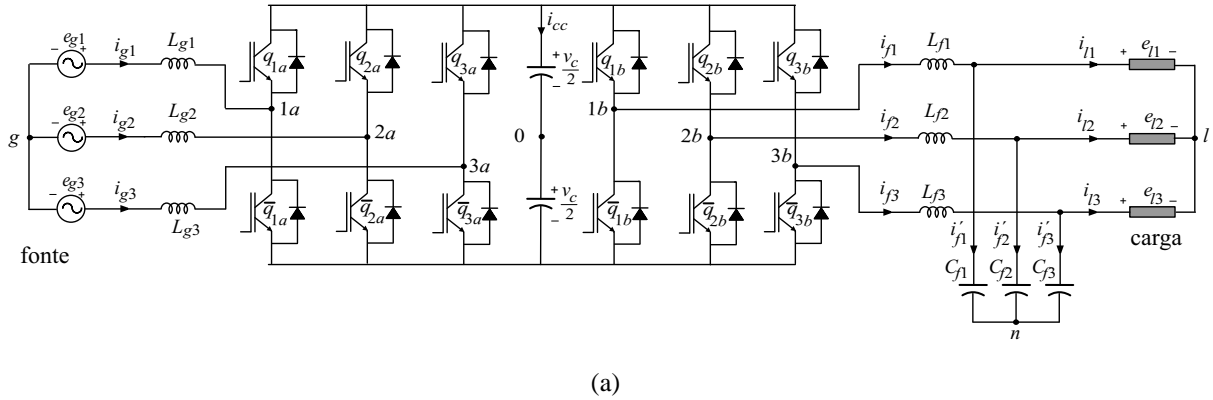 i_cc
e_g1 i_g1 L_g1 q_1a q_2a q_3a + v_c/2 − q_1b q_2b q_3b i_f1 L_f1 i_l1 + e_l1 −
− +
1a 1b
e_g2 i_g2 L_g2 i_f2 L_f2 i_l2 + e_l2 −
− +
g 2a 0 2b l
3a 3b
e_g3 i_g3 L_g3 q̅_1a q̅_2a q̅_3a + v_c/2 − q̅_1b q̅_2b q̅_3b i_f3 L_f3 i_l3 + e_l3 −
− +
fonte i′_f1 i′_f2 i′_f3 carga
C_f1 C_f2 C_f3
n
(a)